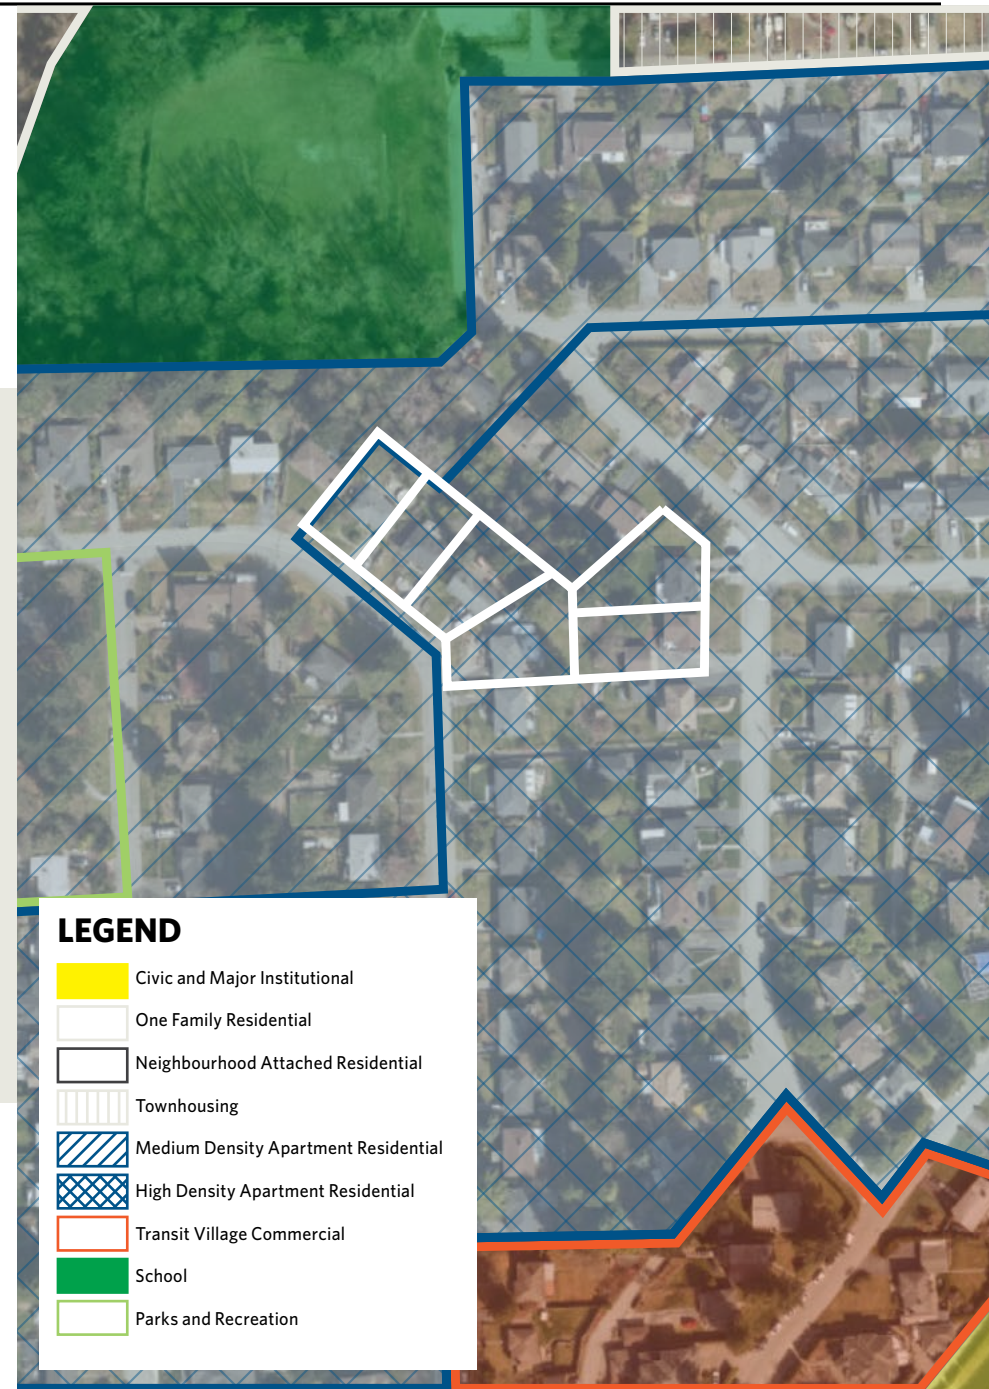 LEGEND
Civic and Major Institutional
One Family Residential
Neighbourhood Attached Residential
Townhousing
Medium Density Apartment Residential
High Density Apartment Residential
Transit Village Commercial
School
Parks and Recreation